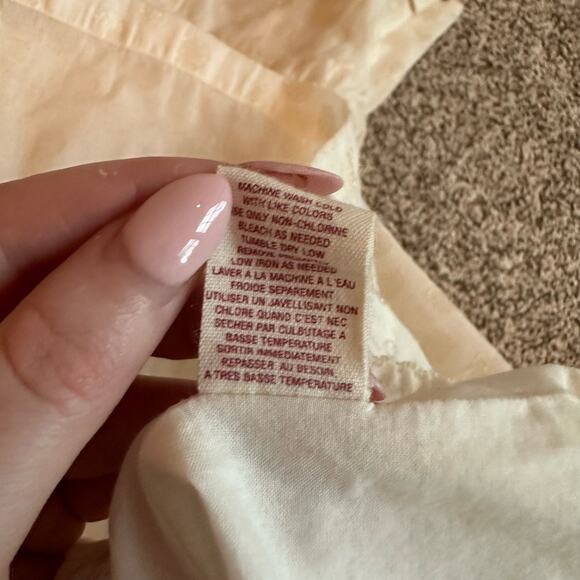 MACHINE WASH COLD
WITH LIKE COLORS
SE ONLY NON-CHLORINE
BLEACH AS NEEDED
TUMBLE DRY LOW
REMOVE
LOW IRON AS NEEDED
LAVER A LA MACHINE A L'EAU
FROIDE SEPAREMENT
UTILISER UN JAVELLISANT NON
CHLORE QUAND C'EST NEC
SECHER PAR CULBUTAGE A
BASSE TEMPERATURE
SORTIR IMMEDIATEMENT
REPASSER AU BESOIN
A TRES BASSE TEMPERATURE